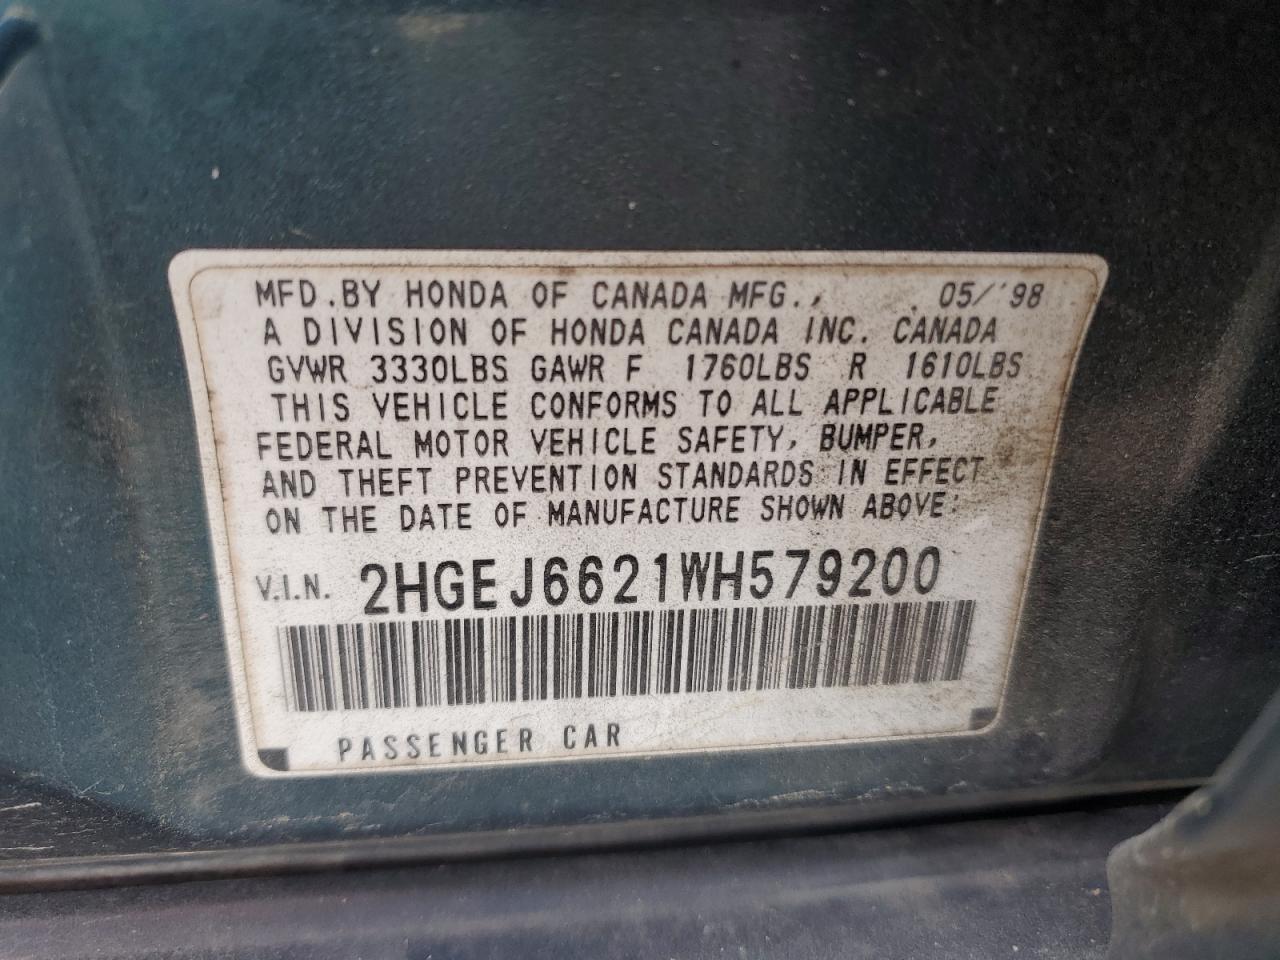 MFD.BY HONDA OF CANADA MFG., 05/'98
A DIVISION OF HONDA CANADA INC. CANADA
GVWR 3330LBS GAWR F 1760LBS R 1610LBS
THIS VEHICLE CONFORMS TO ALL APPLICABLE
FEDERAL MOTOR VEHICLE SAFETY, BUMPER,
AND THEFT PREVENTION STANDARDS IN EFFECT
ON THE DATE OF MANUFACTURE SHOWN ABOVE:
V.I.N. 2HGEJ6621WH579200
PASSENGER CAR